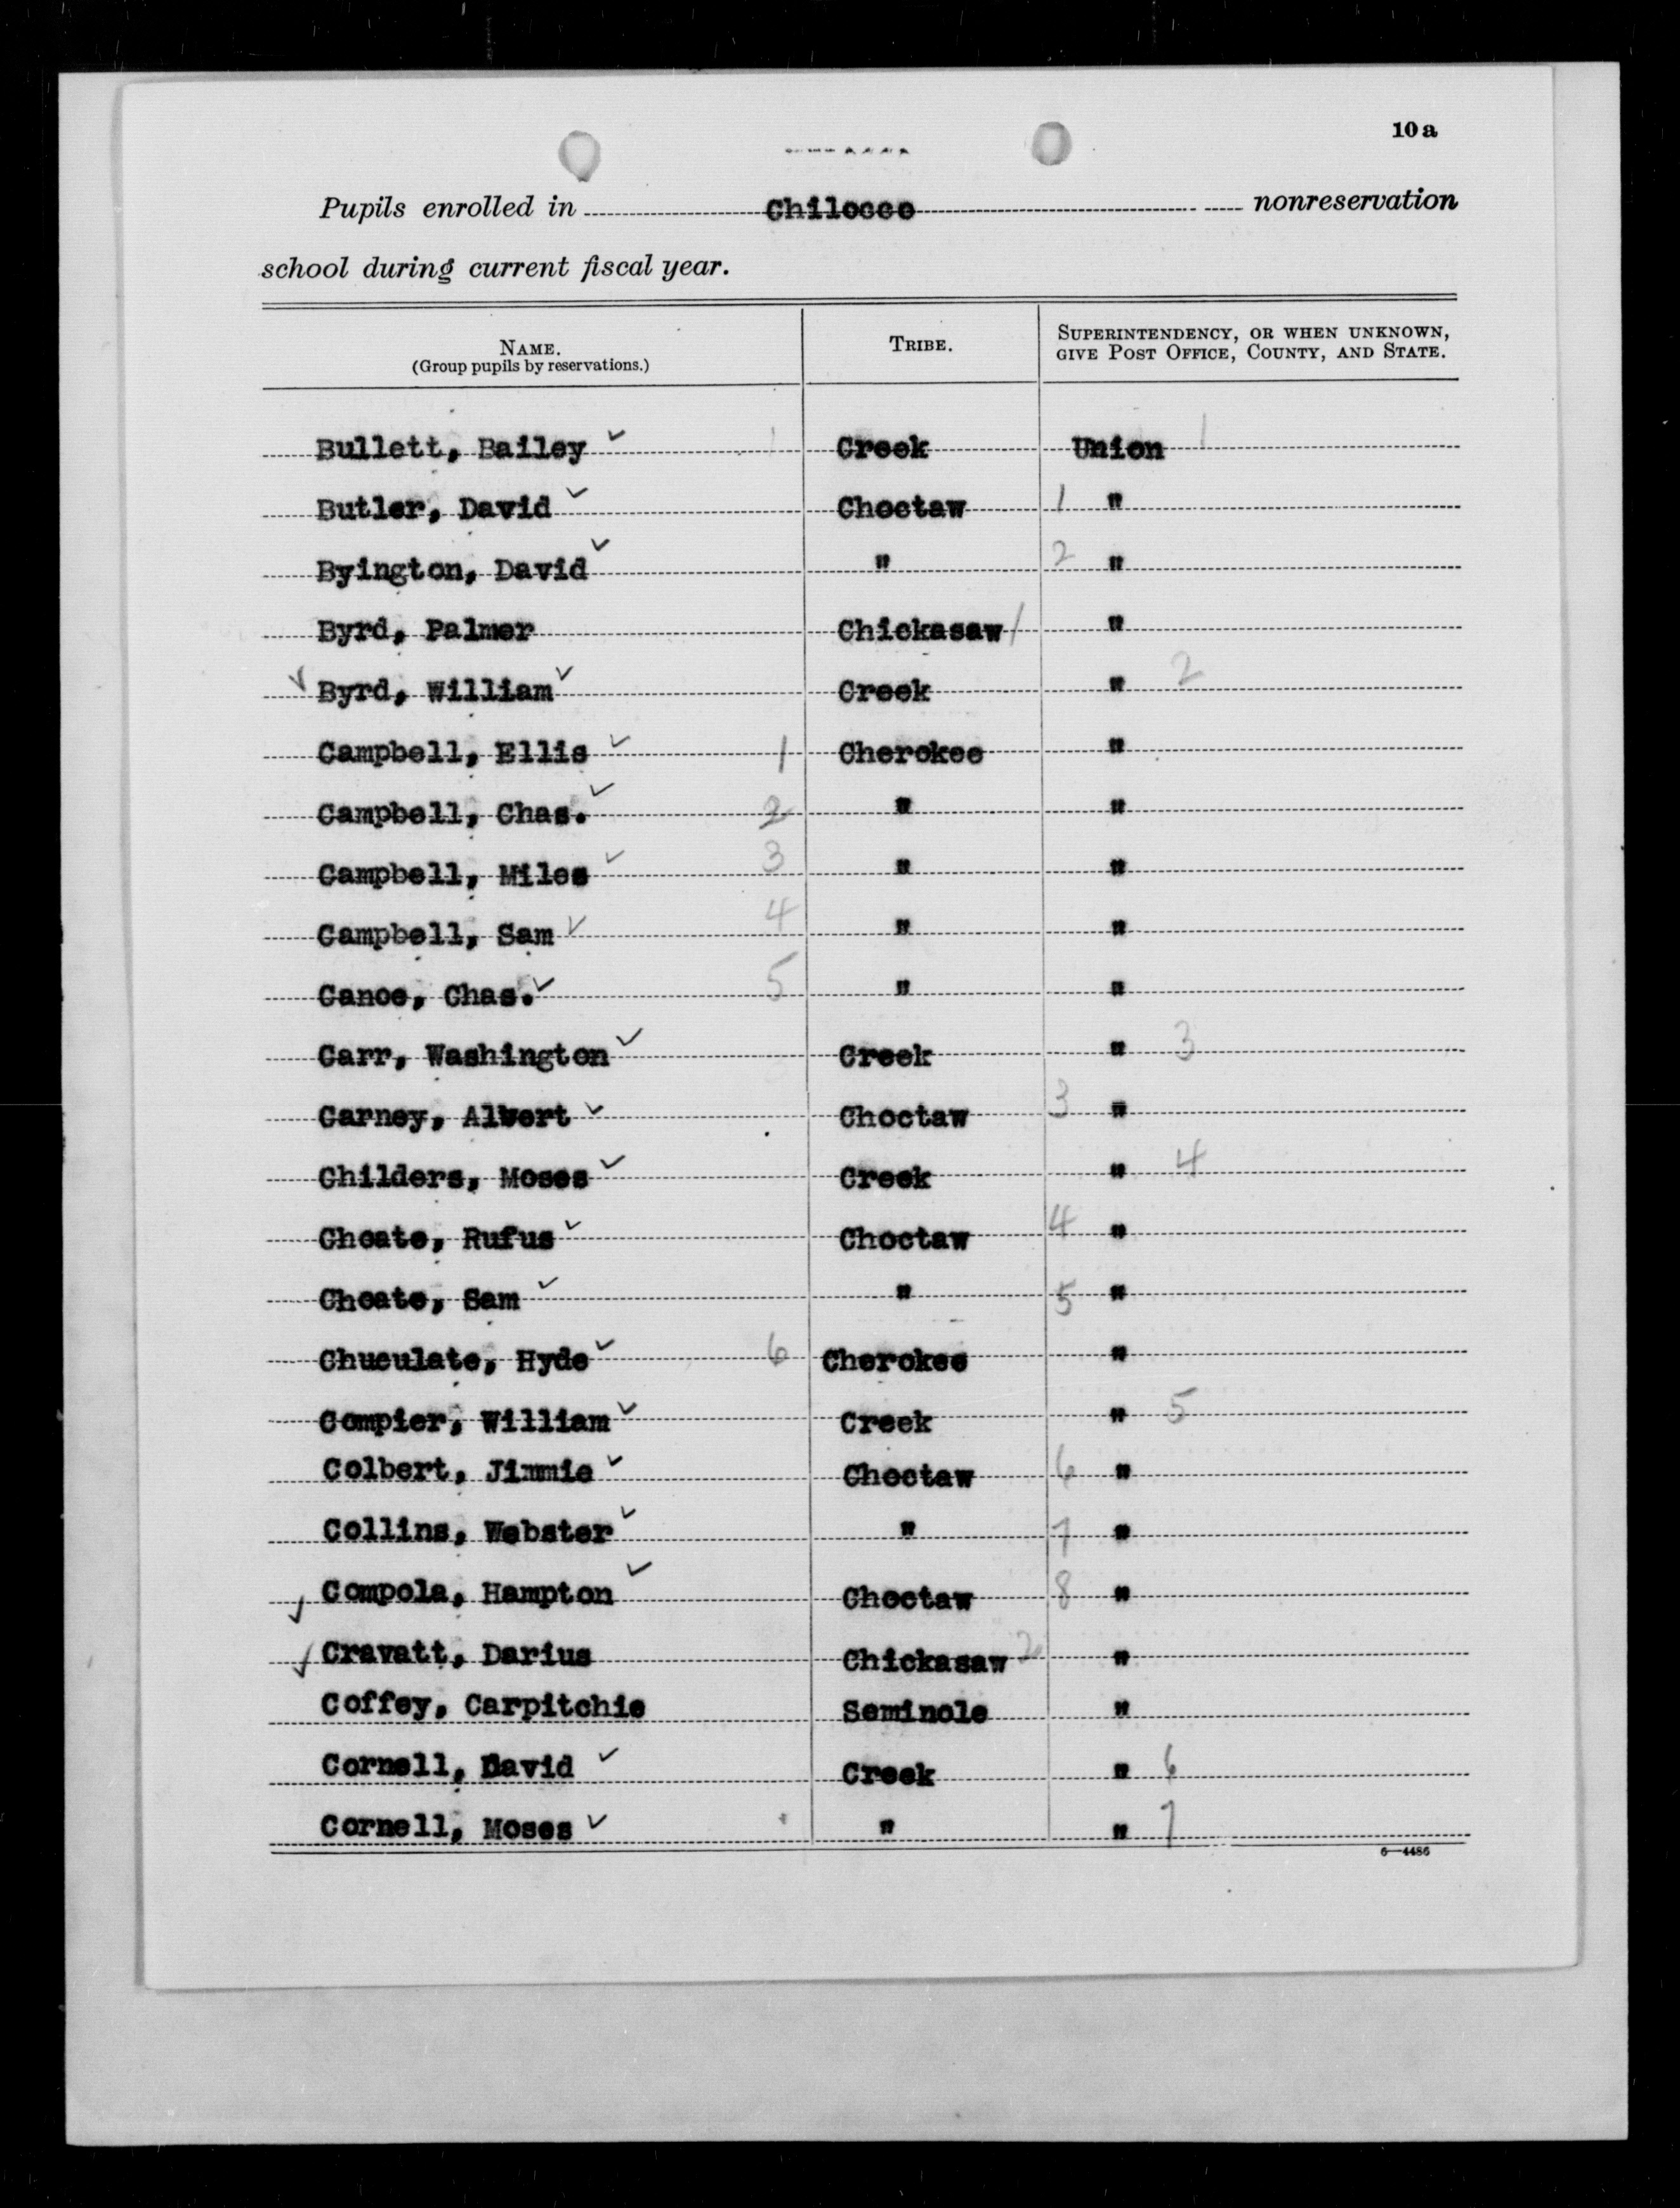 10 a
Pupils enrolled in Chilocco nonreservation
school during current fiscal year.
NAME. (Group pupils by reservations.) TRIBE. SUPERINTENDENCY, OR WHEN UNKNOWN, GIVE POST OFFICE, COUNTY, AND STATE.
Bullett, Bailey ✓ 1 Creek Union 1
Butler, David ✓ Choctaw 1 "
Byington, David ✓ " 2 "
Byrd, Palmer Chickasaw 1 "
✓ Byrd, William ✓ Creek " 2
Campbell, Ellis ✓ 1 Cherokee "
Campbell, Chas. ✓ 2 " "
Campbell, Miles ✓ 3 " "
Campbell, Sam ✓ 4 " "
Canoe, Chas. ✓ 5 " "
Carr, Washington ✓ Creek " 3
Carney, Albert ✓ Choctaw 3 "
Childers, Moses ✓ Creek " 4
Choate, Rufus ✓ Choctaw 4 "
Choate, Sam ✓ " 5 "
Chuculate, Hyde ✓ 6 Cherokee "
Compier, William ✓ Creek " 5
Colbert, Jimmie ✓ Choctaw 6 "
Collins, Webster ✓ " 7 "
✓ Compola, Hampton ✓ Choctaw 8 "
✓ Cravatt, Darius Chickasaw 2 "
Coffey, Carpitchie Seminole "
Cornell, David ✓ Creek " 6
Cornell, Moses ✓ " " 7
6—4486